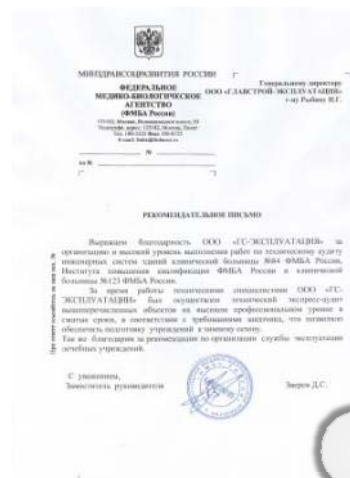 МИНЗДРАВСОЦРАЗВИТИЯ РОССИИ
ФЕДЕРАЛЬНОЕ
МЕДИКО-БИОЛОГИЧЕСКОЕ
АГЕНТСТВО
(ФМБА России)
Генеральному директору
ООО «ГЛАВСТРОЙ-ЭКСПЛУАТАЦИЯ»
г-ну Рыбину И.Г.
№
на №
РЕКОМЕНДАТЕЛЬНОЕ ПИСЬМО
Выражаем благодарность ООО «ГС-ЭКСПЛУАТАЦИЯ» за
организацию и высокий уровень выполнения работ по техническому аудиту
инженерных систем зданий клинической больницы №84 ФМБА России,
Института повышения квалификации ФМБА России и клинической
больницы №123 ФМБА России.
За время работы техническими специалистами ООО «ГС-
ЭКСПЛУАТАЦИЯ» был осуществлен технический экспресс-аудит
вышеперечисленных объектов на высоком профессиональном уровне в
сжатые сроки, в соответствии с требованиями заказчика, что позволило
обеспечить подготовку учреждений к зимнему сезону.
Так же благодарим за рекомендации по организации службы эксплуатации
лечебных учреждений.
С уважением,
Заместитель руководителя
Зверев Д.С.